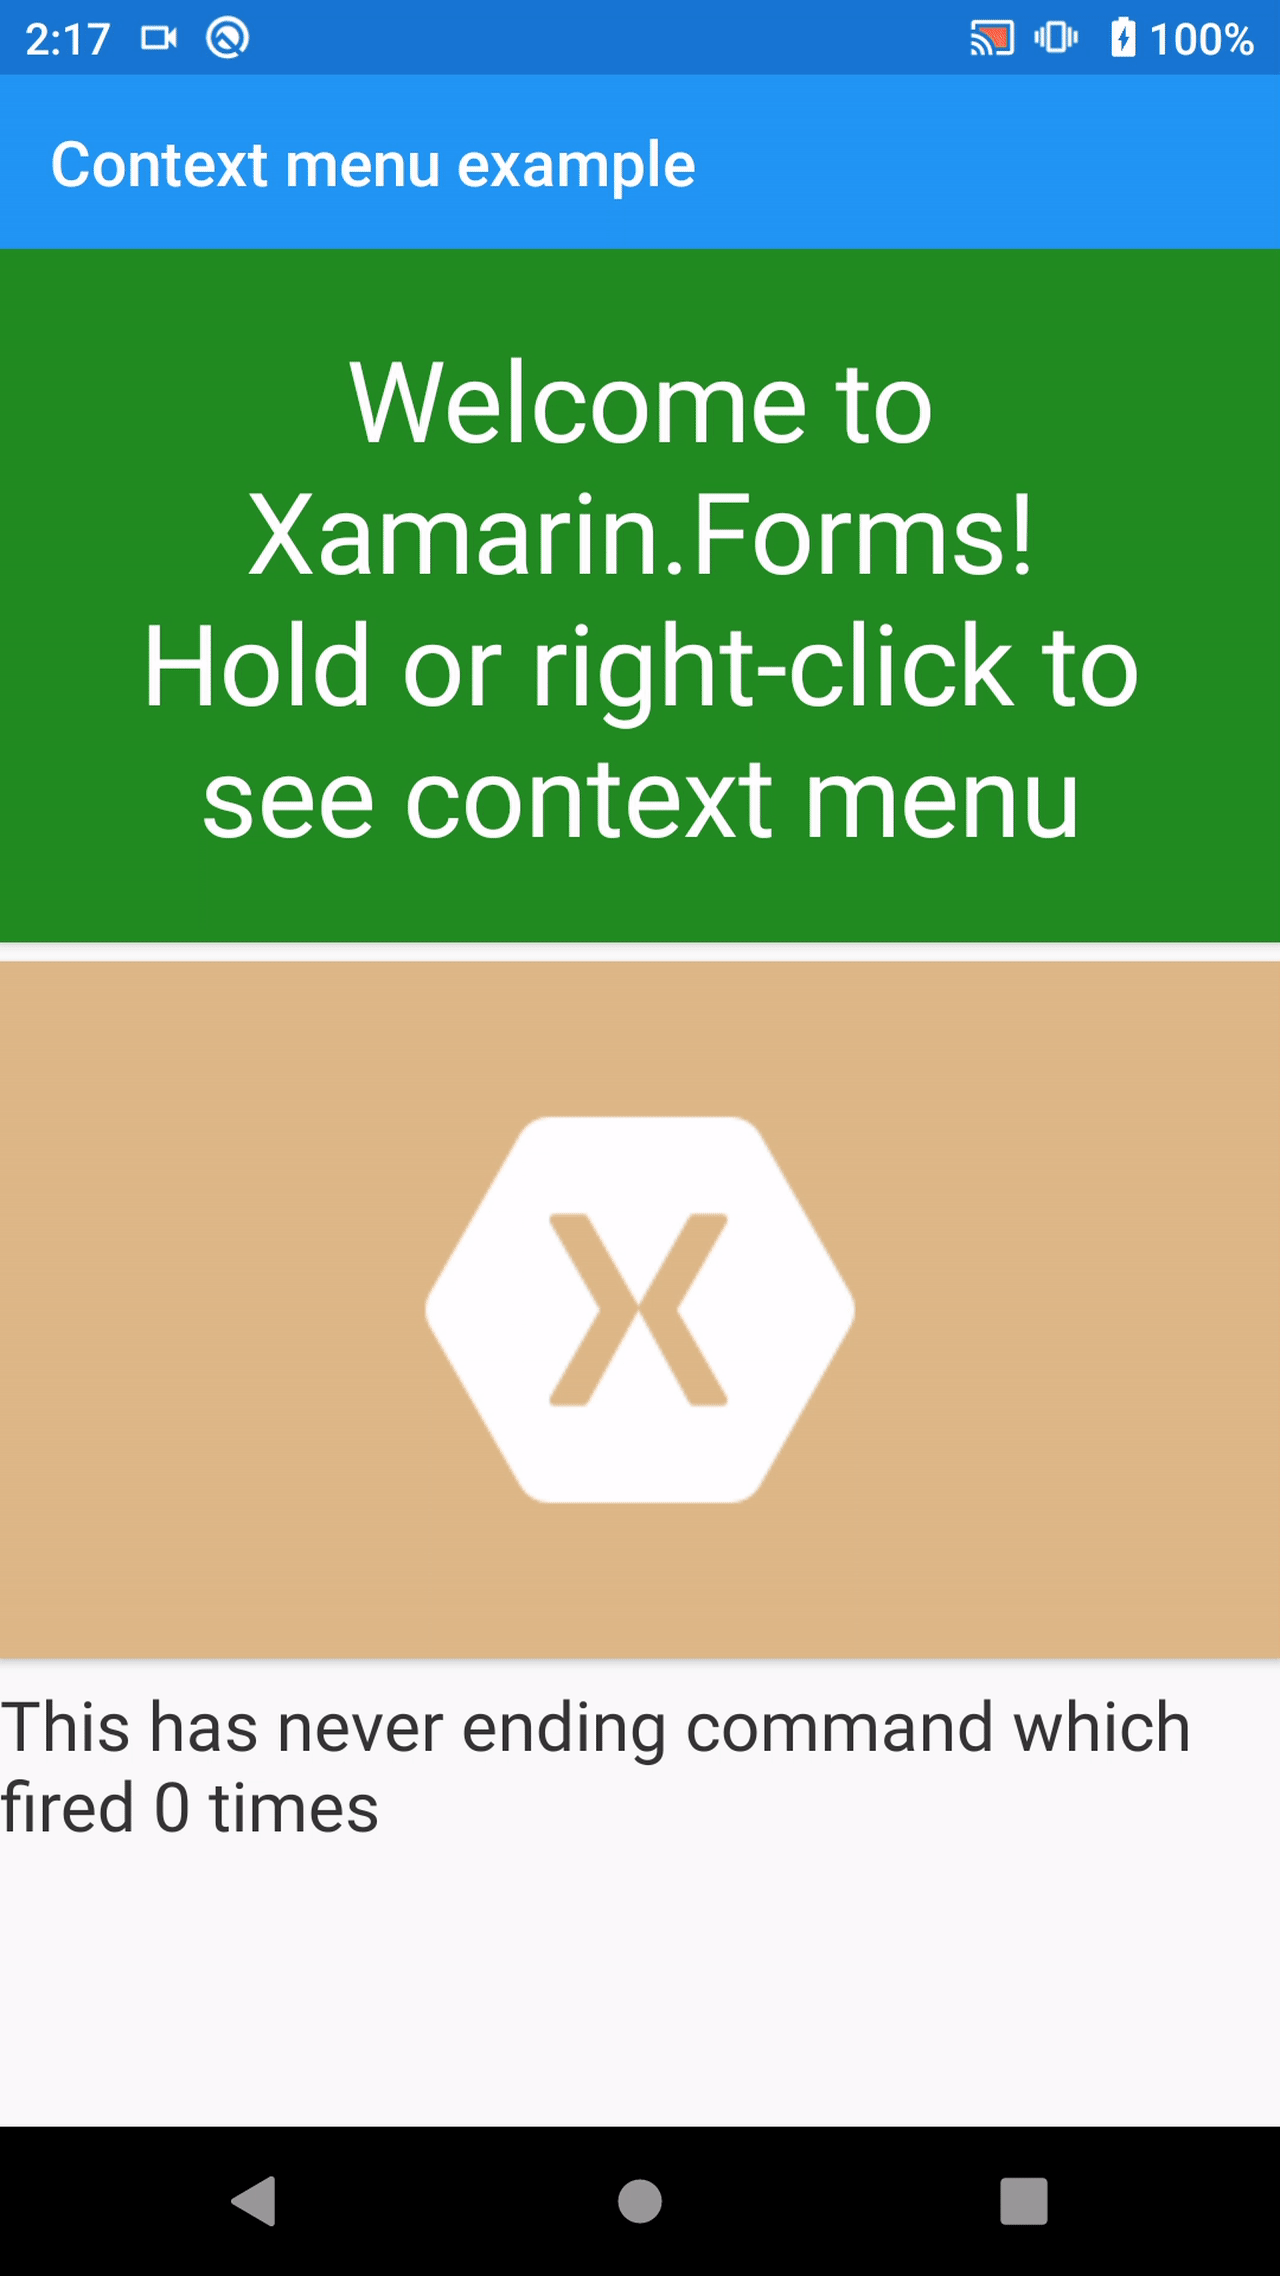 2:17 100%
Context menu example
Welcome to
Xamarin.Forms!
Hold or right-click to
see context menu
X
This has never ending command which
fired 0 times